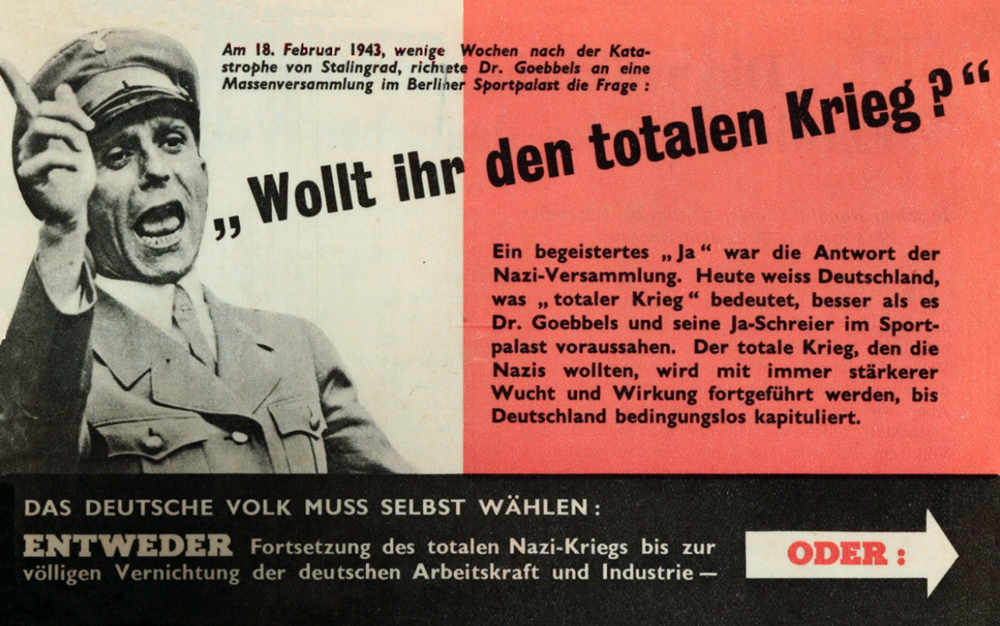 Am 18. Februar 1943, wenige Wochen nach der Kata-
strophe von Stalingrad, richtete Dr. Goebbels an eine
Massenversammlung im Berliner Sportpalast die Frage :
„Wollt ihr den totalen Krieg ?“
Ein begeistertes „Ja“ war die Antwort der
Nazi-Versammlung. Heute weiss Deutschland,
was „totaler Krieg“ bedeutet, besser als es
Dr. Goebbels und seine Ja-Schreier im Sport-
palast voraussahen. Der totale Krieg, den die
Nazis wollten, wird mit immer stärkerer
Wucht und Wirkung fortgeführt werden, bis
Deutschland bedingungslos kapituliert.
DAS DEUTSCHE VOLK MUSS SELBST WÄHLEN :
ENTWEDER Fortsetzung des totalen Nazi-Kriegs bis zur
völligen Vernichtung der deutschen Arbeitskraft und Industrie —
ODER :